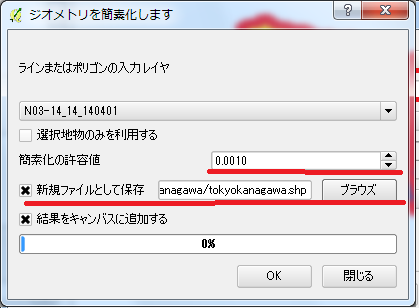 ジオメトリを簡素化します
?
ラインまたはポリゴンの入力レイヤ
N03-14_14_140401
選択地物のみを利用する
簡素化の許容値 0.0010
新規ファイルとして保存 anagawa/tokyokanagawa.shp ブラウズ
結果をキャンバスに追加する
0%
OK 閉じる